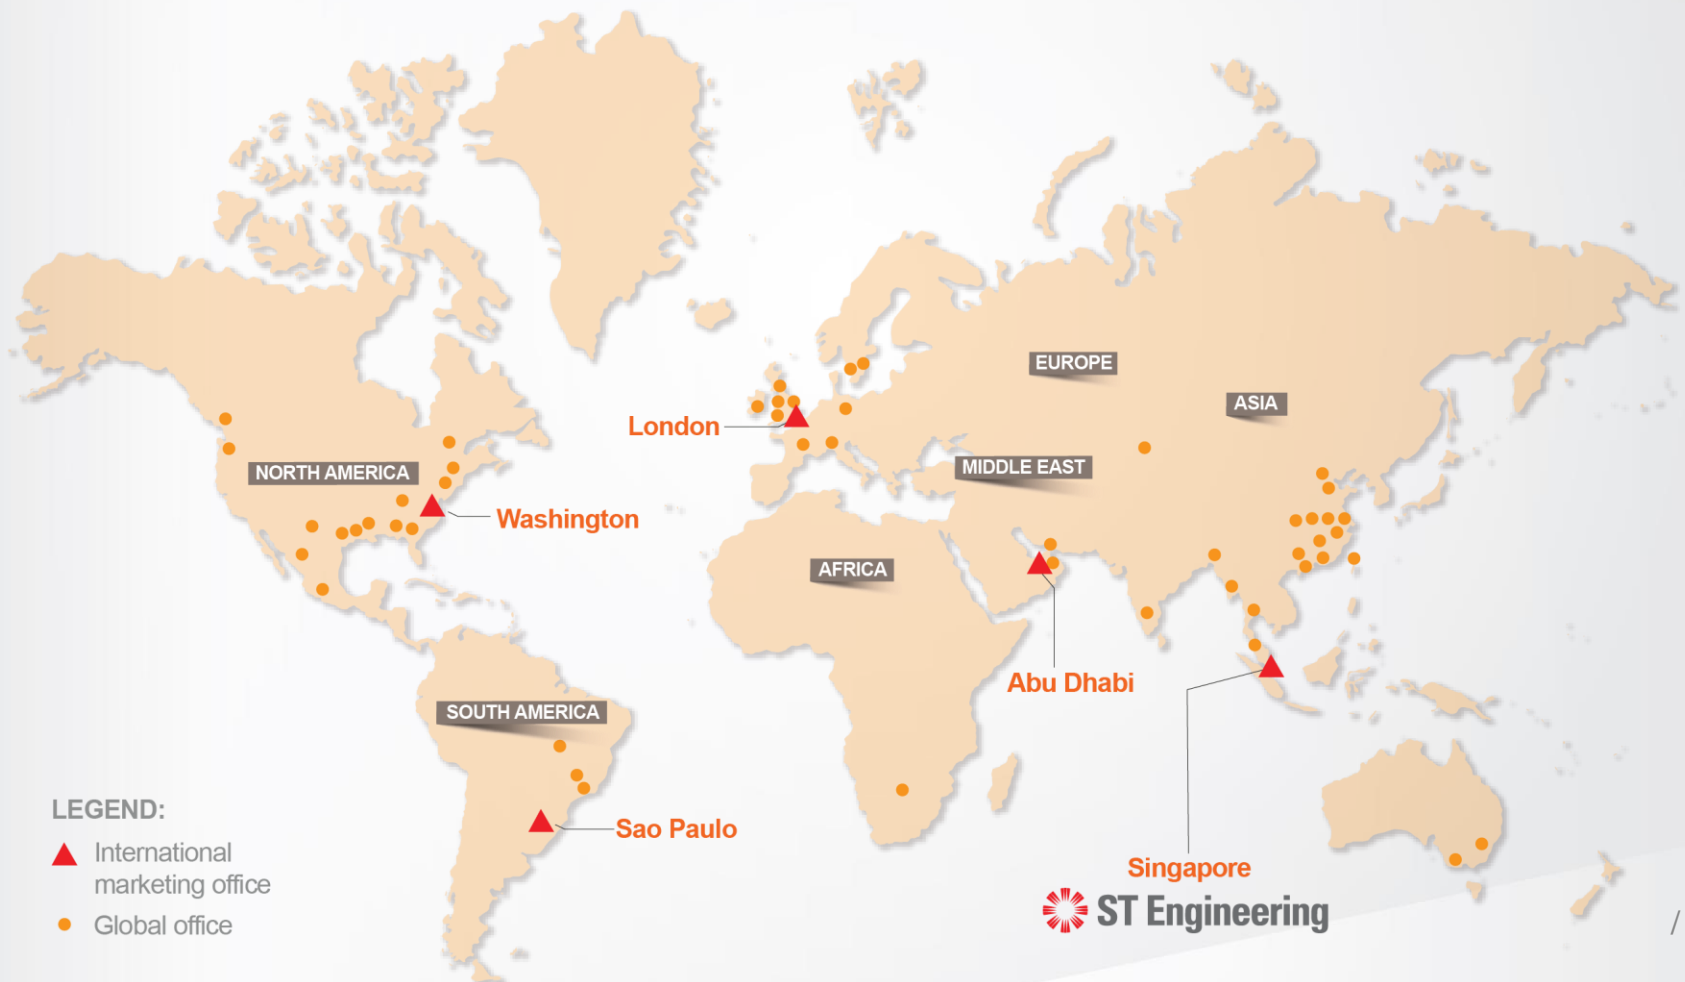 EUROPE
ASIA
London
NORTH AMERICA
MIDDLE EAST
Washington
AFRICA
Abu Dhabi
SOUTH AMERICA
LEGEND:
Sao Paulo
International
marketing office
Singapore
ST Engineering
Global office
/